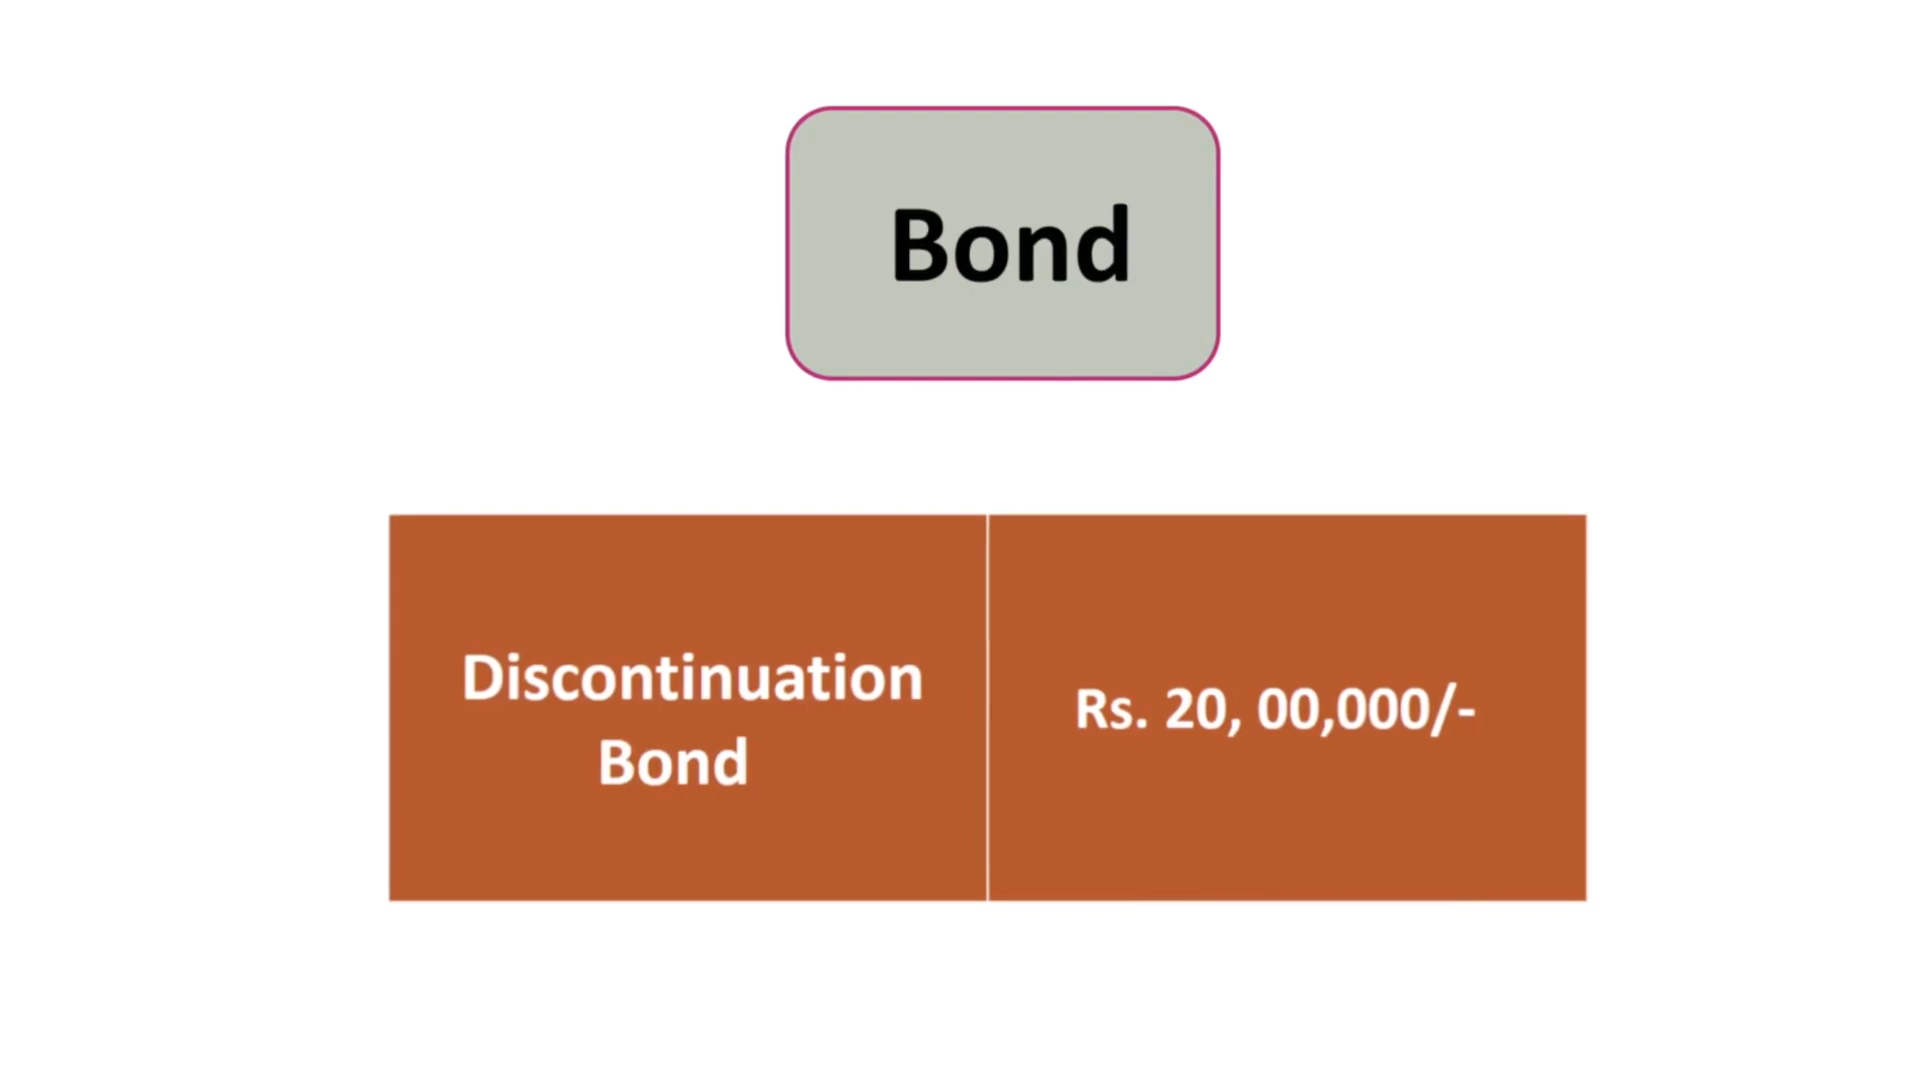 Bond
Discontinuation
Bond
Rs. 20, 00,000/-